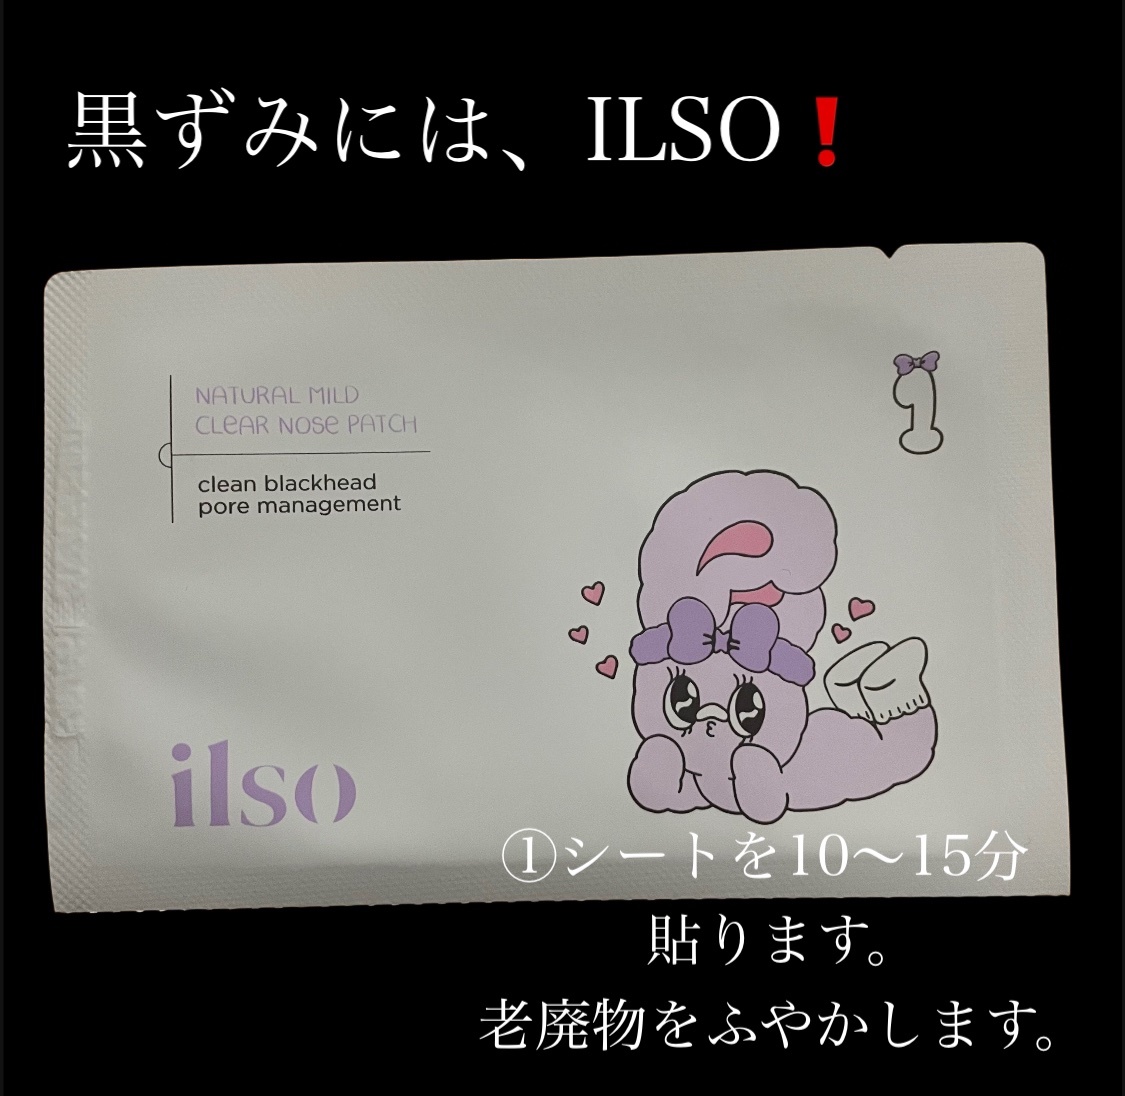 黒ずみには、ILSO❗
1
NATURAL MILD
CLEAR NOSE PATCH
clean blackhead
pore management
ilso
①シートを10〜15分
貼ります。
老廃物をふやかします。